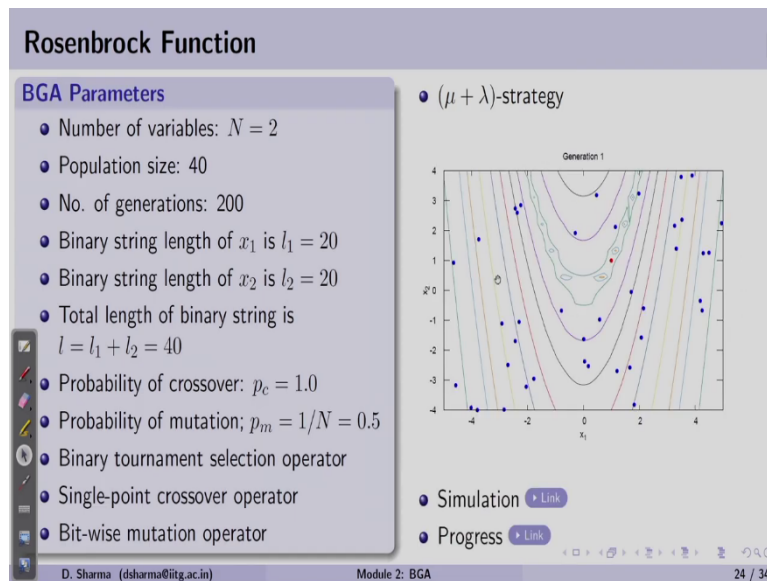 Rosenbrock Function
BGA Parameters
Number of variables: N = 2
Population size: 40
No. of generations: 200
Binary string length of x₁ is l₁ = 20
Binary string length of x₂ is l₂ = 20
Total length of binary string is
l = l₁ + l₂ = 40
Probability of crossover: p_c = 1.0
Probability of mutation; p_m = 1/N = 0.5
Binary tournament selection operator
Single-point crossover operator
Bit-wise mutation operator
(μ + λ)-strategy
Generation 1
4
3
2
1
0
-1
-2
-3
-4
x₂
-4 -2 0 2 4
x₁
Simulation Link
Progress Link
D. Sharma (dsharma@iitg.ac.in) Module 2: BGA 24 / 34